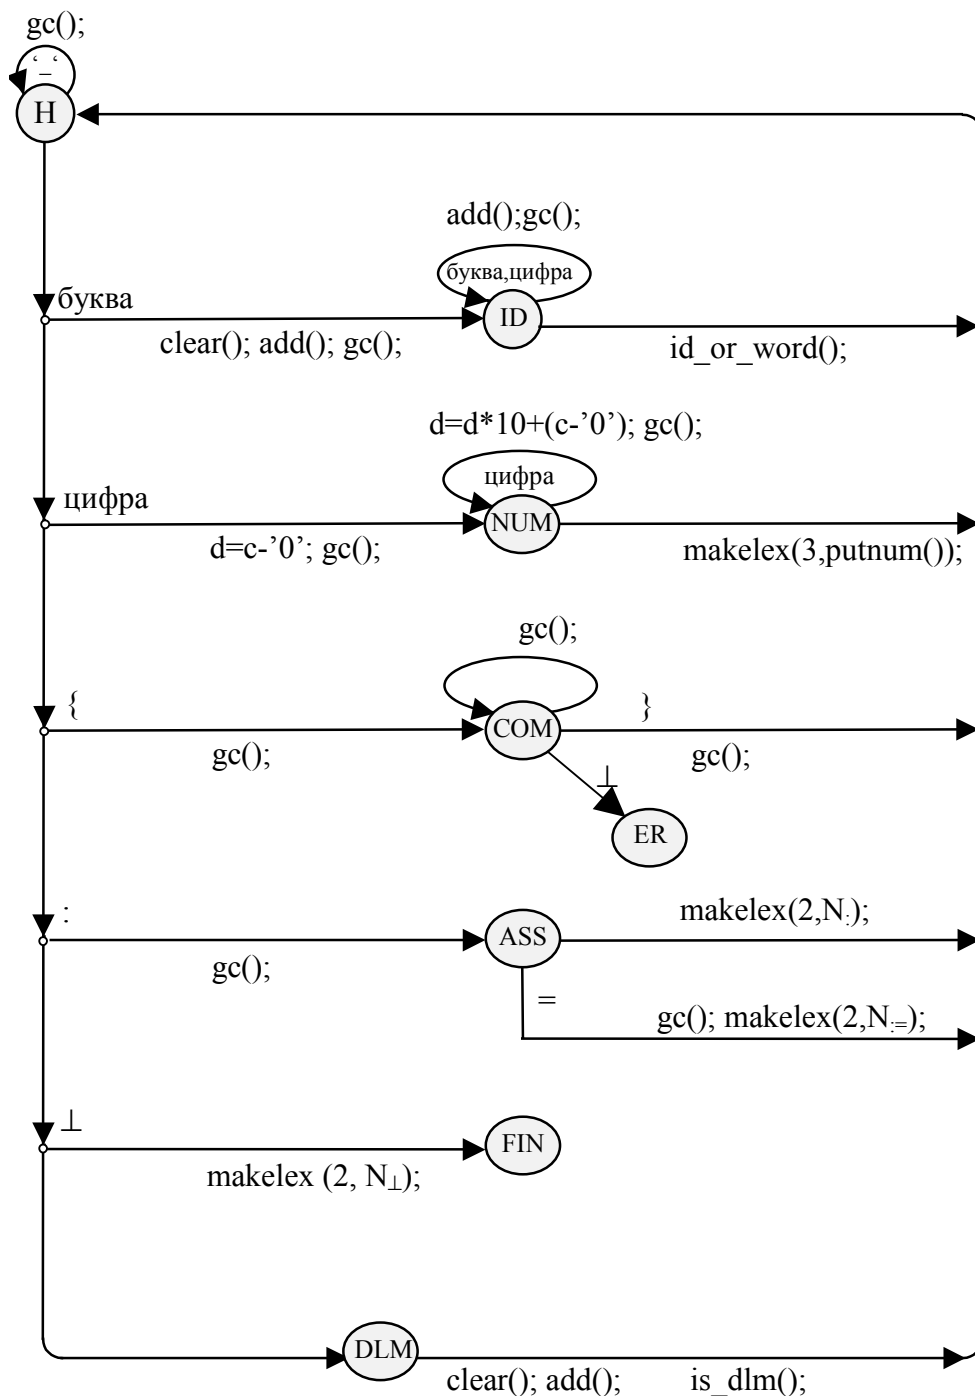 gc();
‘_‘
H
add();gc();
буква,цифра
буква
ID
clear(); add(); gc();
id_or_word();
d=d*10+(c-’0’); gc();
цифра
цифра
NUM
d=c-’0’; gc();
makelex(3,putnum());
gc();
{
COM
}
gc();
gc();
⊥
ER
:
ASS
makelex(2,N:);
gc();
=
gc(); makelex(2,N:=);
⊥
FIN
makelex (2, N⊥);
DLM
clear(); add(); is_dlm();